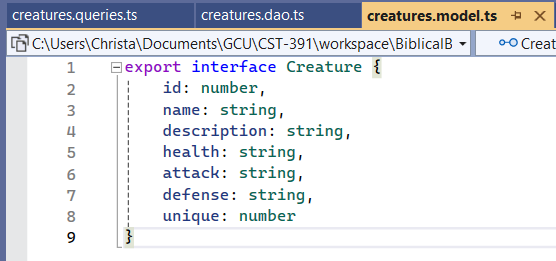 creatures.queries.ts creatures.dao.ts creatures.model.ts
C:\Users\Christa\Documents\GCU\CST-391\workspace\BiblicalB Creat
1 export interface Creature {
2 id: number,
3 name: string,
4 description: string,
5 health: string,
6 attack: string,
7 defense: string,
8 unique: number
9 }